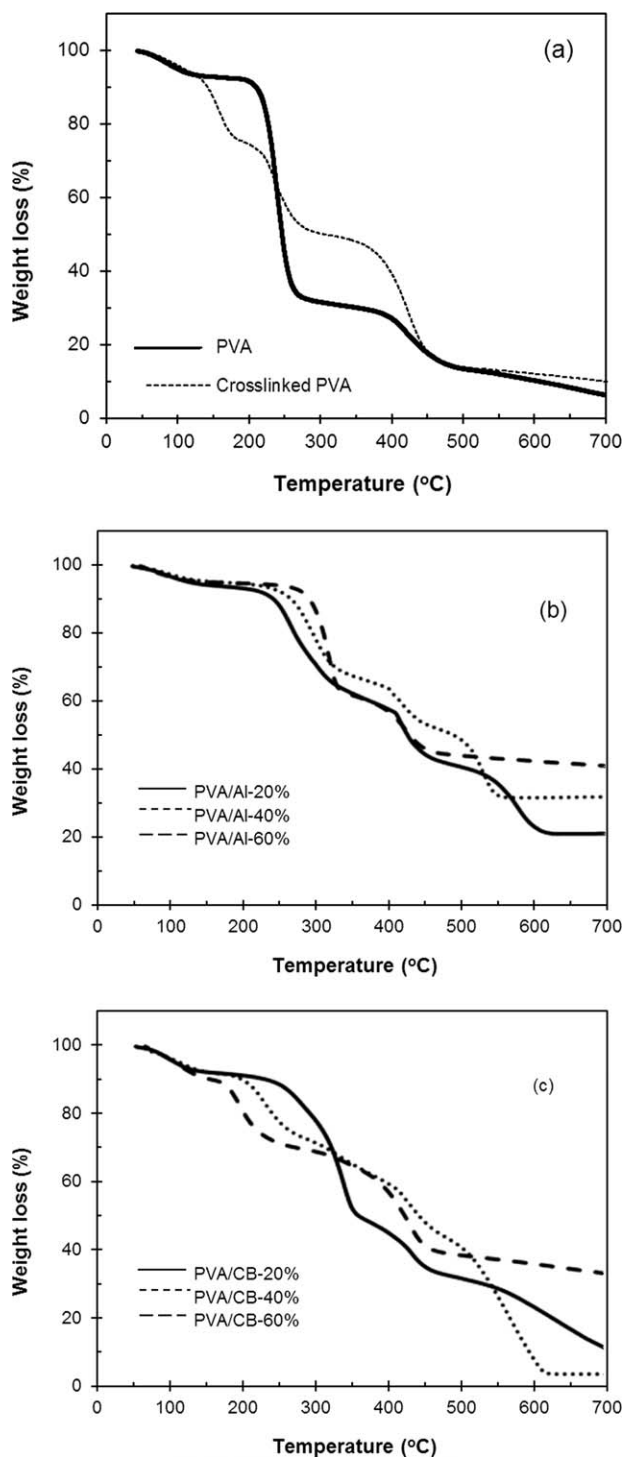 100
(a)
80
60
Weight loss (%)
40
20
PVA
Crosslinked PVA
0
0 100 200 300 400 500 600 700
Temperature (°C)
100
(b)
80
60
Weight loss (%)
40
PVA/Al-20%
PVA/Al-40%
20
PVA/Al-60%
0
0 100 200 300 400 500 600 700
Temperature (°C)
100
(c)
80
60
Weight loss (%)
40
PVA/CB-20%
PVA/CB-40%
20
PVA/CB-60%
0
0 100 200 300 400 500 600 700
Temperature (°C)